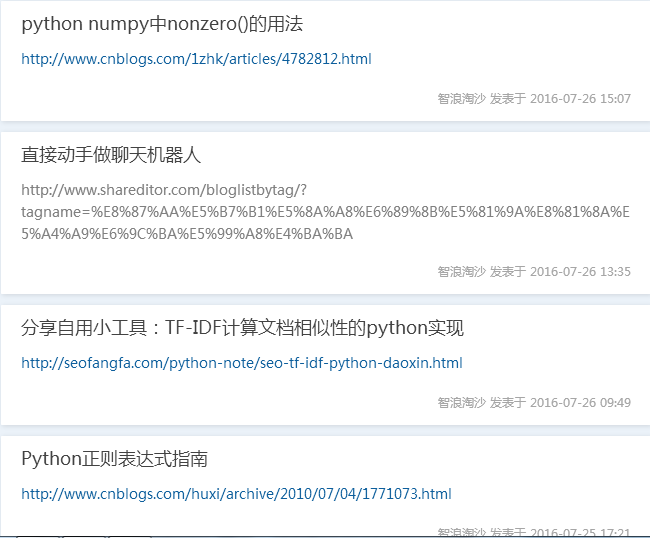 python numpy中nonzero()的用法
http://www.cnblogs.com/1zhk/articles/4782812.html
智浪淘沙 发表于 2016-07-26 15:07
直接动手做聊天机器人
http://www.shareditor.com/bloglistbytag/?
tagname=%E8%87%AA%E5%B7%B1%E5%8A%A8%E6%89%8B%E5%81%9A%E8%81%8A%E
5%A4%A9%E6%9C%BA%E5%99%A8%E4%BA%BA
智浪淘沙 发表于 2016-07-26 13:35
分享自用小工具：TF-IDF计算文档相似性的python实现
http://seofangfa.com/python-note/seo-tf-idf-python-daoxin.html
智浪淘沙 发表于 2016-07-26 09:49
Python正则表达式指南
http://www.cnblogs.com/huxi/archive/2010/07/04/1771073.html
智浪淘沙 发表于 2016-07-25 17:21